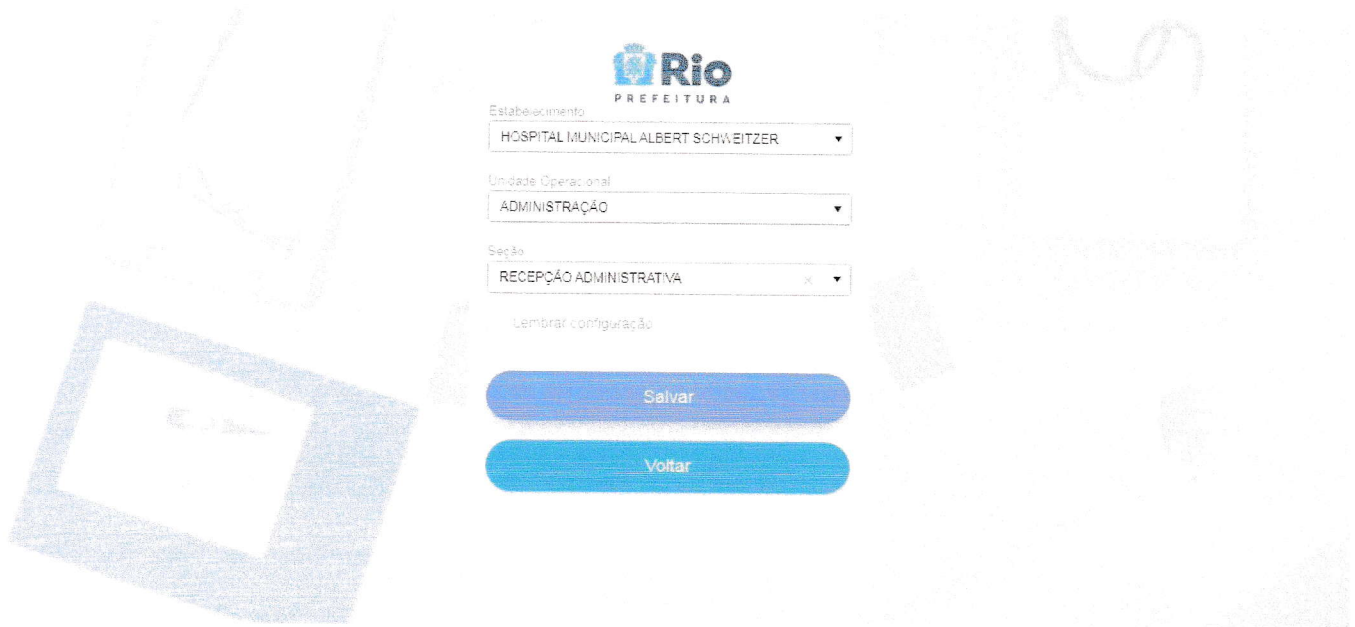 Rio
PREFEITURA
Estabelecimento
HOSPITAL MUNICIPAL ALBERT SCHWEITZER
Unidade Operacional
ADMINISTRAÇÃO
Seção
RECEPÇÃO ADMINISTRATIVA
Lembrar configuração
Salvar
Voltar